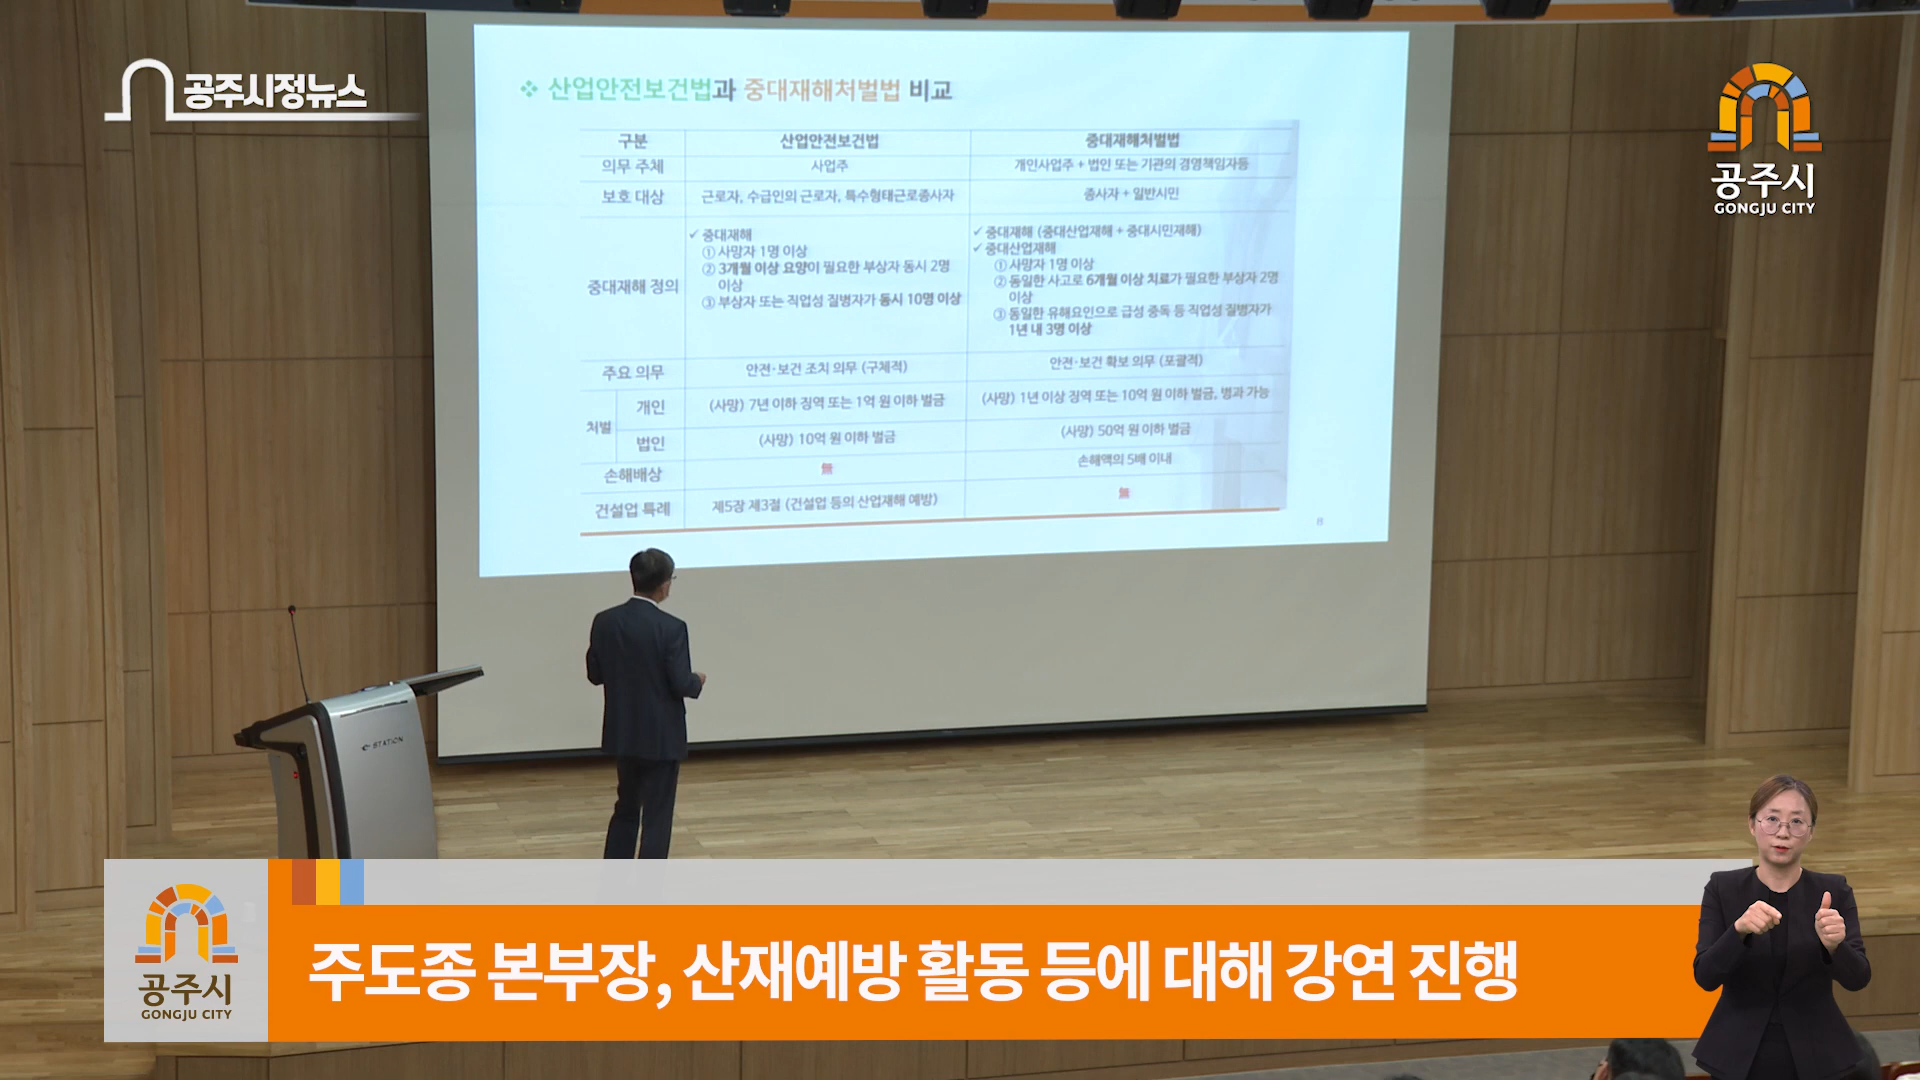 공주시정뉴스
공주시
GONGJU CITY
❖ 산업안전보건법과 중대재해처벌법 비교
구분 산업안전보건법 중대재해처벌법
의무 주체 사업주 개인사업주 + 법인 또는 기관의 경영책임자등
보호 대상 근로자, 수급인의 근로자, 특수형태근로종사자 종사자 + 일반시민
중대재해 정의
✓ 중대재해
① 사망자 1명 이상
② 3개월 이상 요양이 필요한 부상자 동시 2명
이상
③ 부상자 또는 직업성 질병자가 동시 10명 이상
✓ 중대재해 (중대산업재해 + 중대시민재해)
✓ 중대산업재해
① 사망자 1명 이상
② 동일한 사고로 6개월 이상 치료가 필요한 부상자 2명
이상
③ 동일한 유해요인으로 급성 중독 등 직업성 질병자가
1년 내 3명 이상
주요 의무 안전·보건 조치 의무 (구체적) 안전·보건 확보 의무 (포괄적)
처벌
개인 (사망) 7년 이하 징역 또는 1억 원 이하 벌금 (사망) 1년 이상 징역 또는 10억 원 이하 벌금, 병과 가능
법인 (사망) 10억 원 이하 벌금 (사망) 50억 원 이하 벌금
손해배상 無 손해액의 5배 이내
건설업 특례 제5장 제3절 (건설업 등의 산업재해 예방) 無
STATION
공주시
GONGJU CITY
주도종 본부장, 산재예방 활동 등에 대해 강연 진행